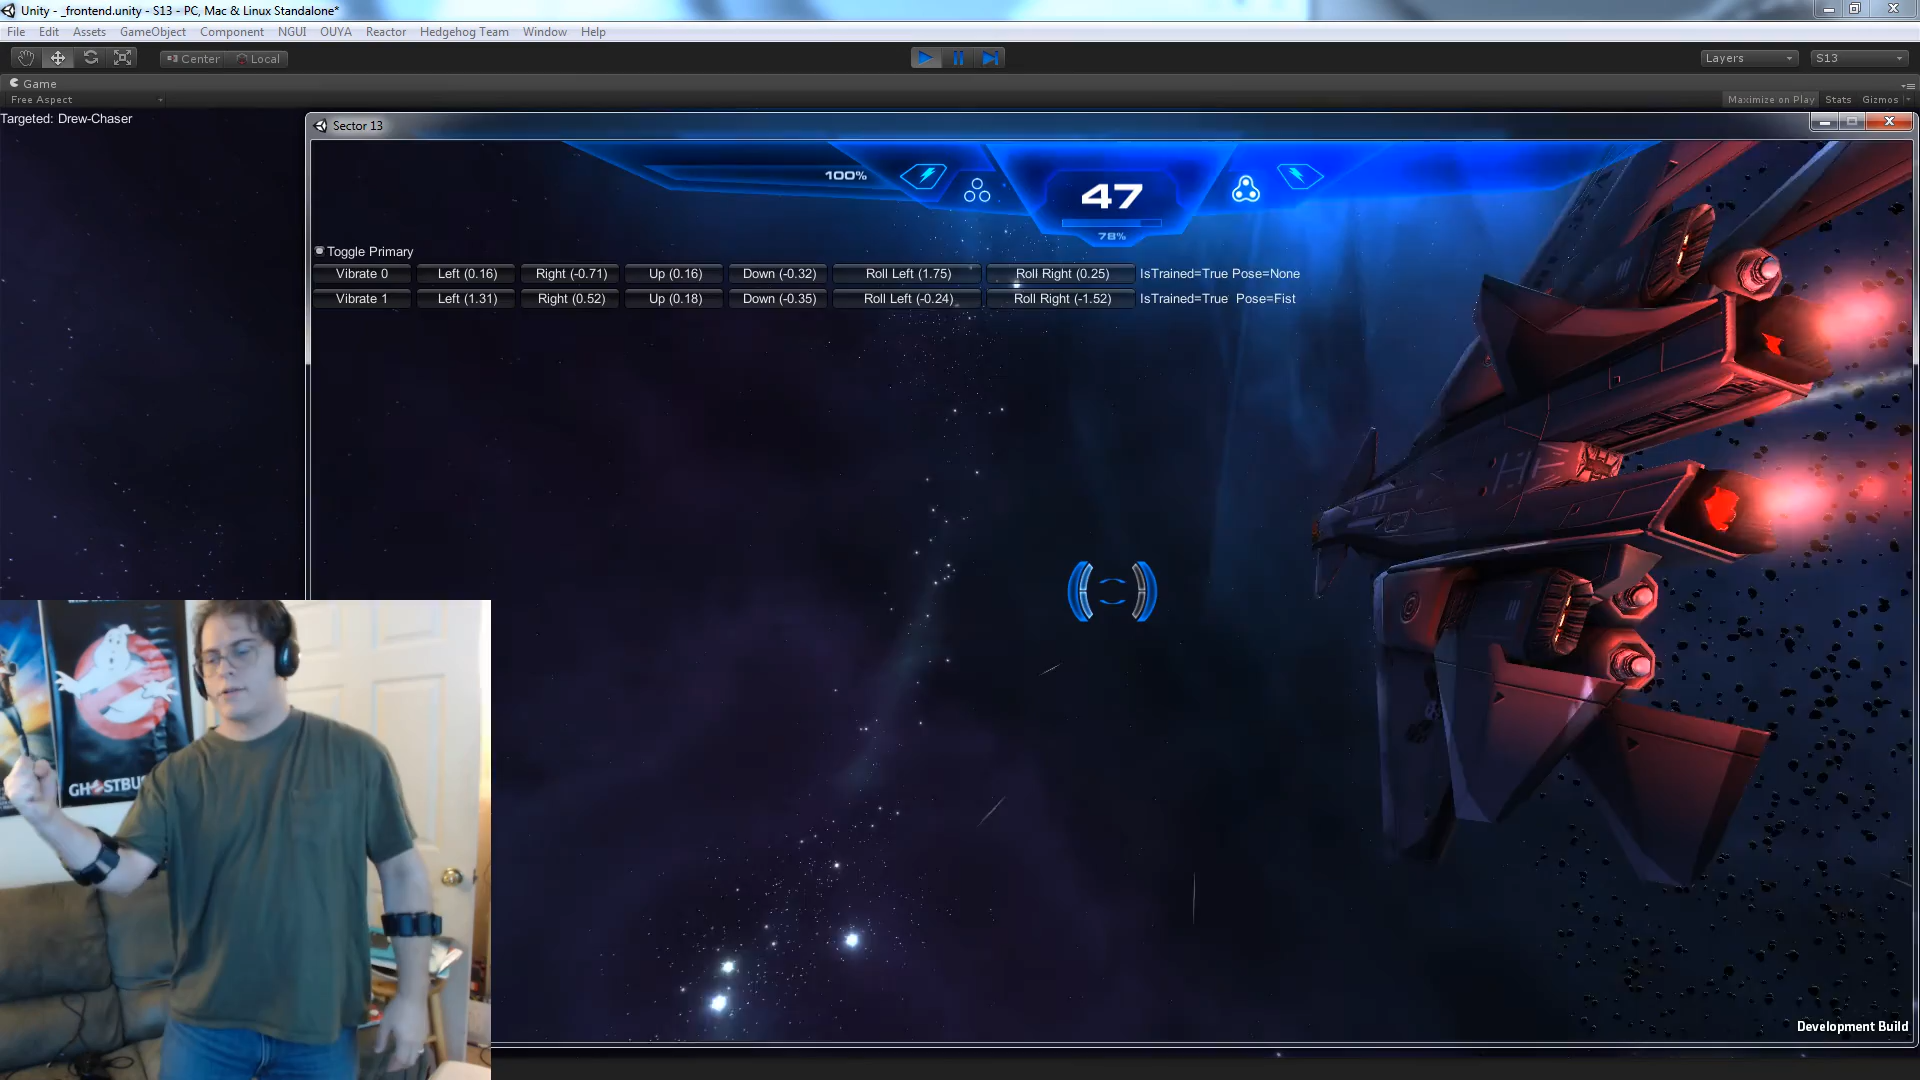 Unity - _frontend.unity - S13 - PC, Mac & Linux Standalone*
File Edit Assets GameObject Component NGUI OUYA Reactor Hedgehog Team Window Help
Center Local Layers S13
Game
Free Aspect Maximize on Play Stats Gizmos
Targeted: Drew-Chaser
Sector 13
100%
47
78%
Toggle Primary
Vibrate 0 Left (0.16) Right (-0.71) Up (0.16) Down (-0.32) Roll Left (1.75) Roll Right (0.25) IsTrained=True Pose=None
Vibrate 1 Left (1.31) Right (0.52) Up (0.18) Down (-0.35) Roll Left (-0.24) Roll Right (-1.52) IsTrained=True Pose=Fist
GHOSTBU
Development Build